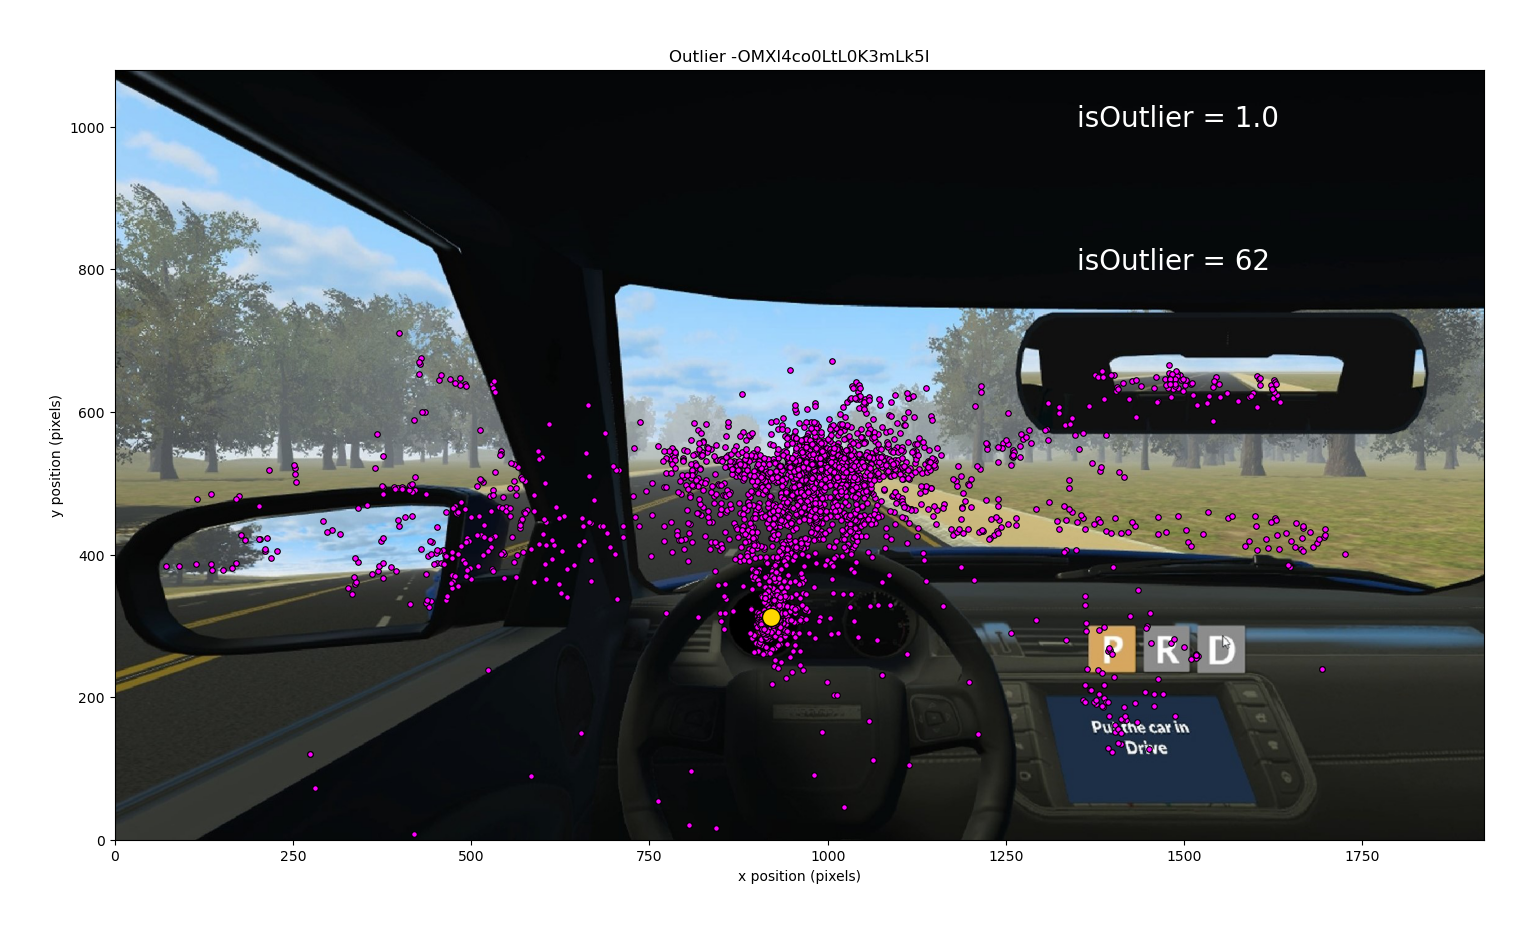 Outlier -OMXI4co0LtL0K3mLk5I
isOutlier = 1.0
isOutlier = 62
1000
800
600
400
200
0
y position (pixels)
P R D
Put the car in
Drive
0 250 500 750 1000 1250 1500 1750
x position (pixels)